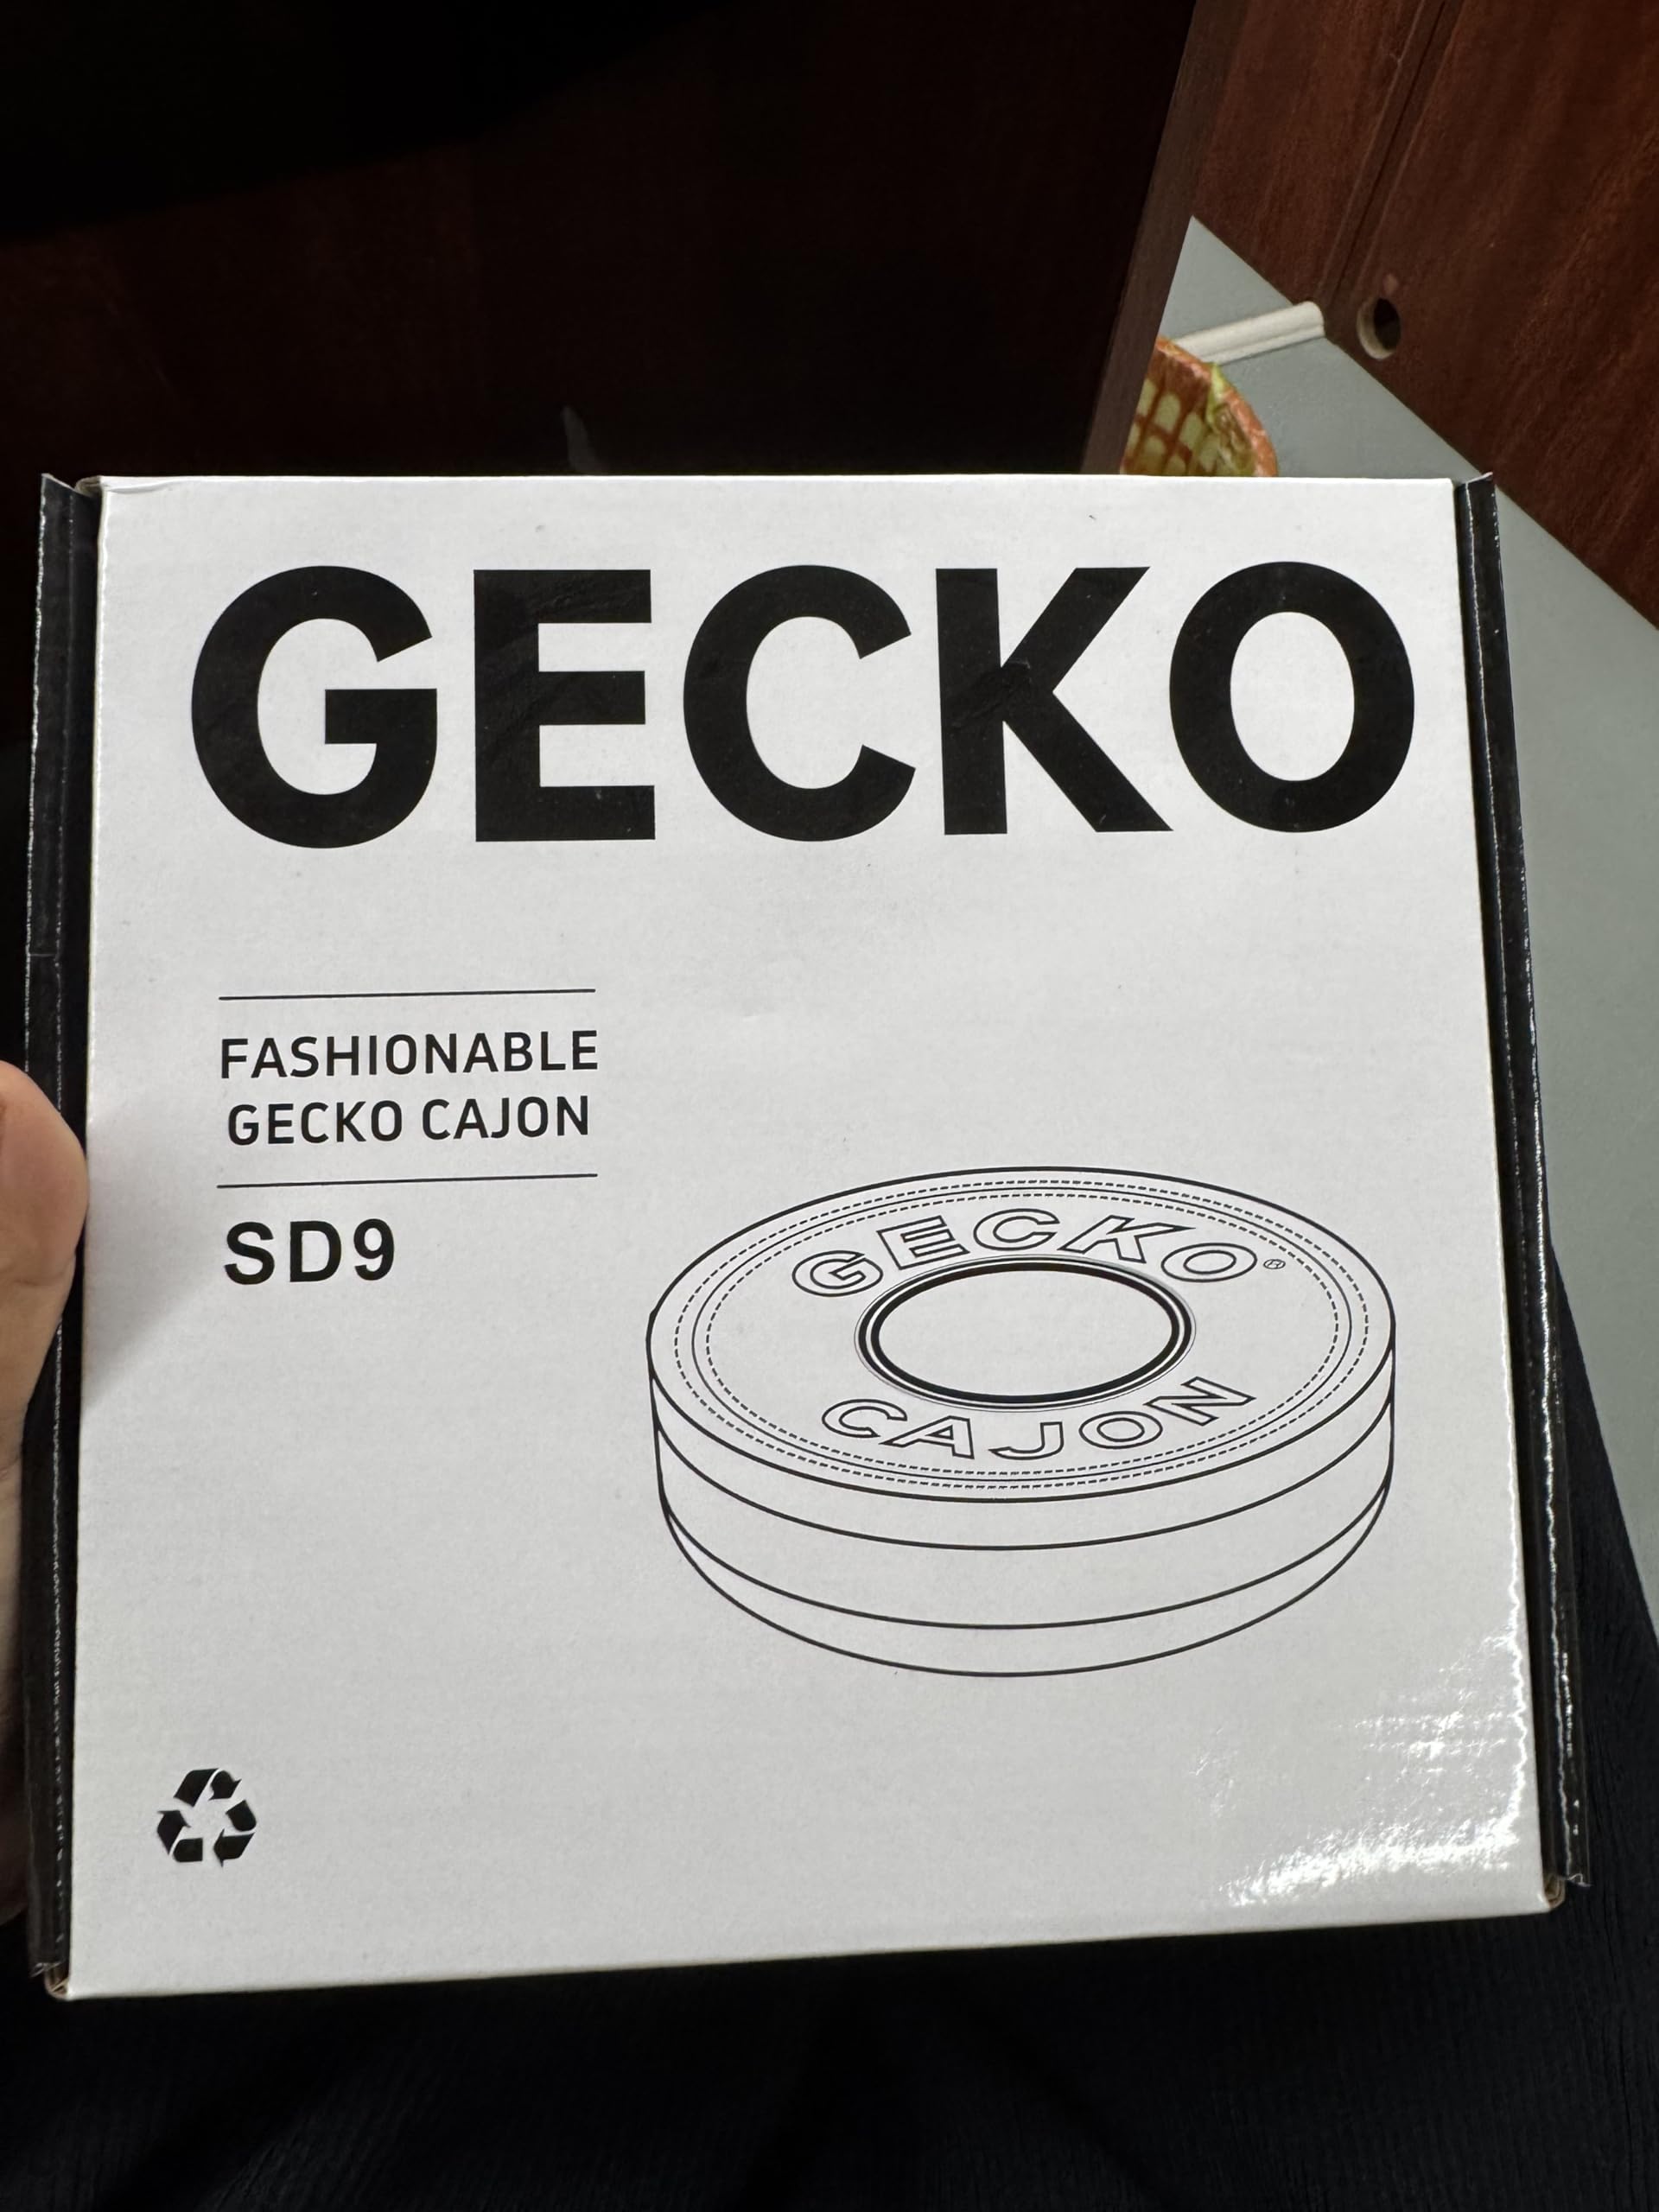 GECKO
FASHIONABLE
GECKO CAJON
SD9
GECKO®
CAJON